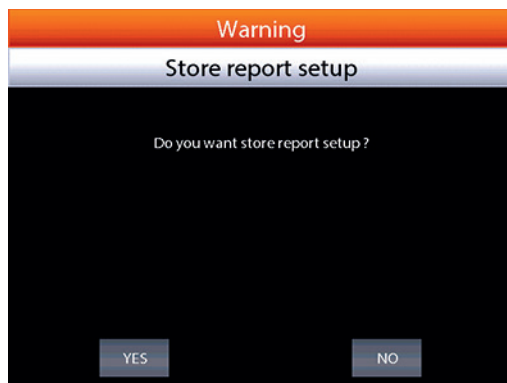 Warning
Store report setup
Do you want store report setup ?
YES
NO